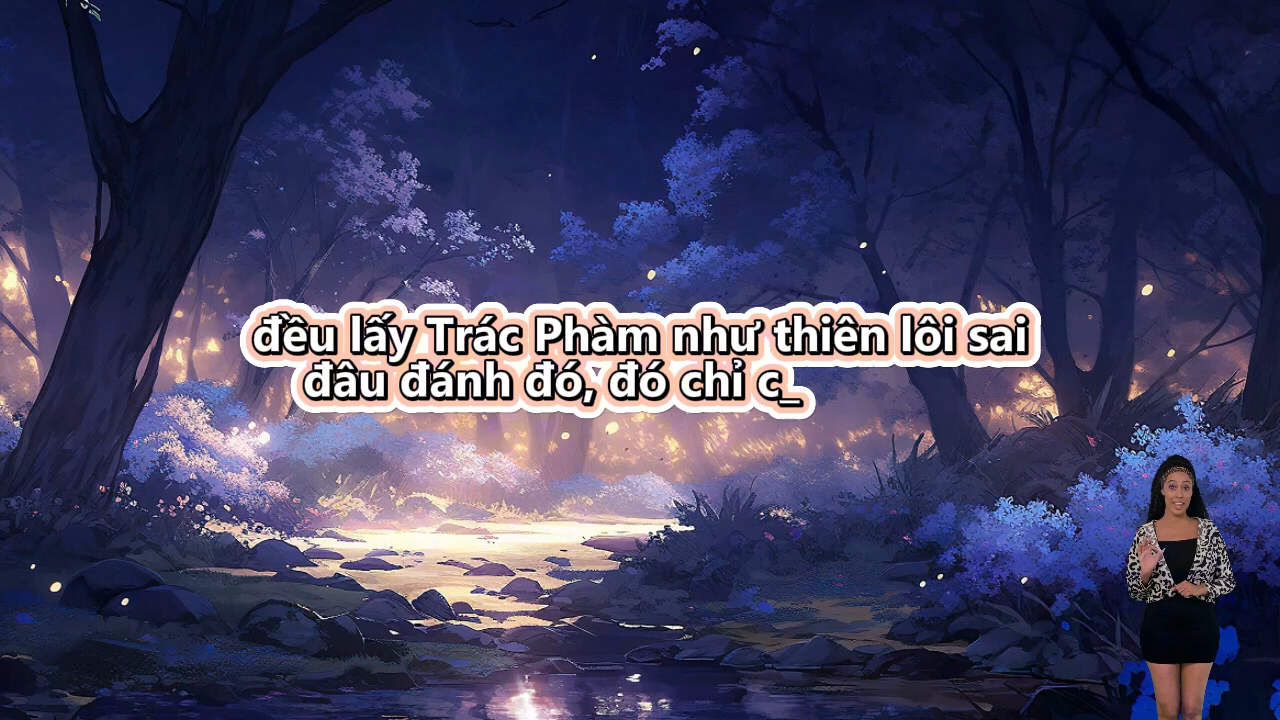 đều lấy Trác Phàm như thiên lôi sai
đâu đánh đó, đó chỉ c_